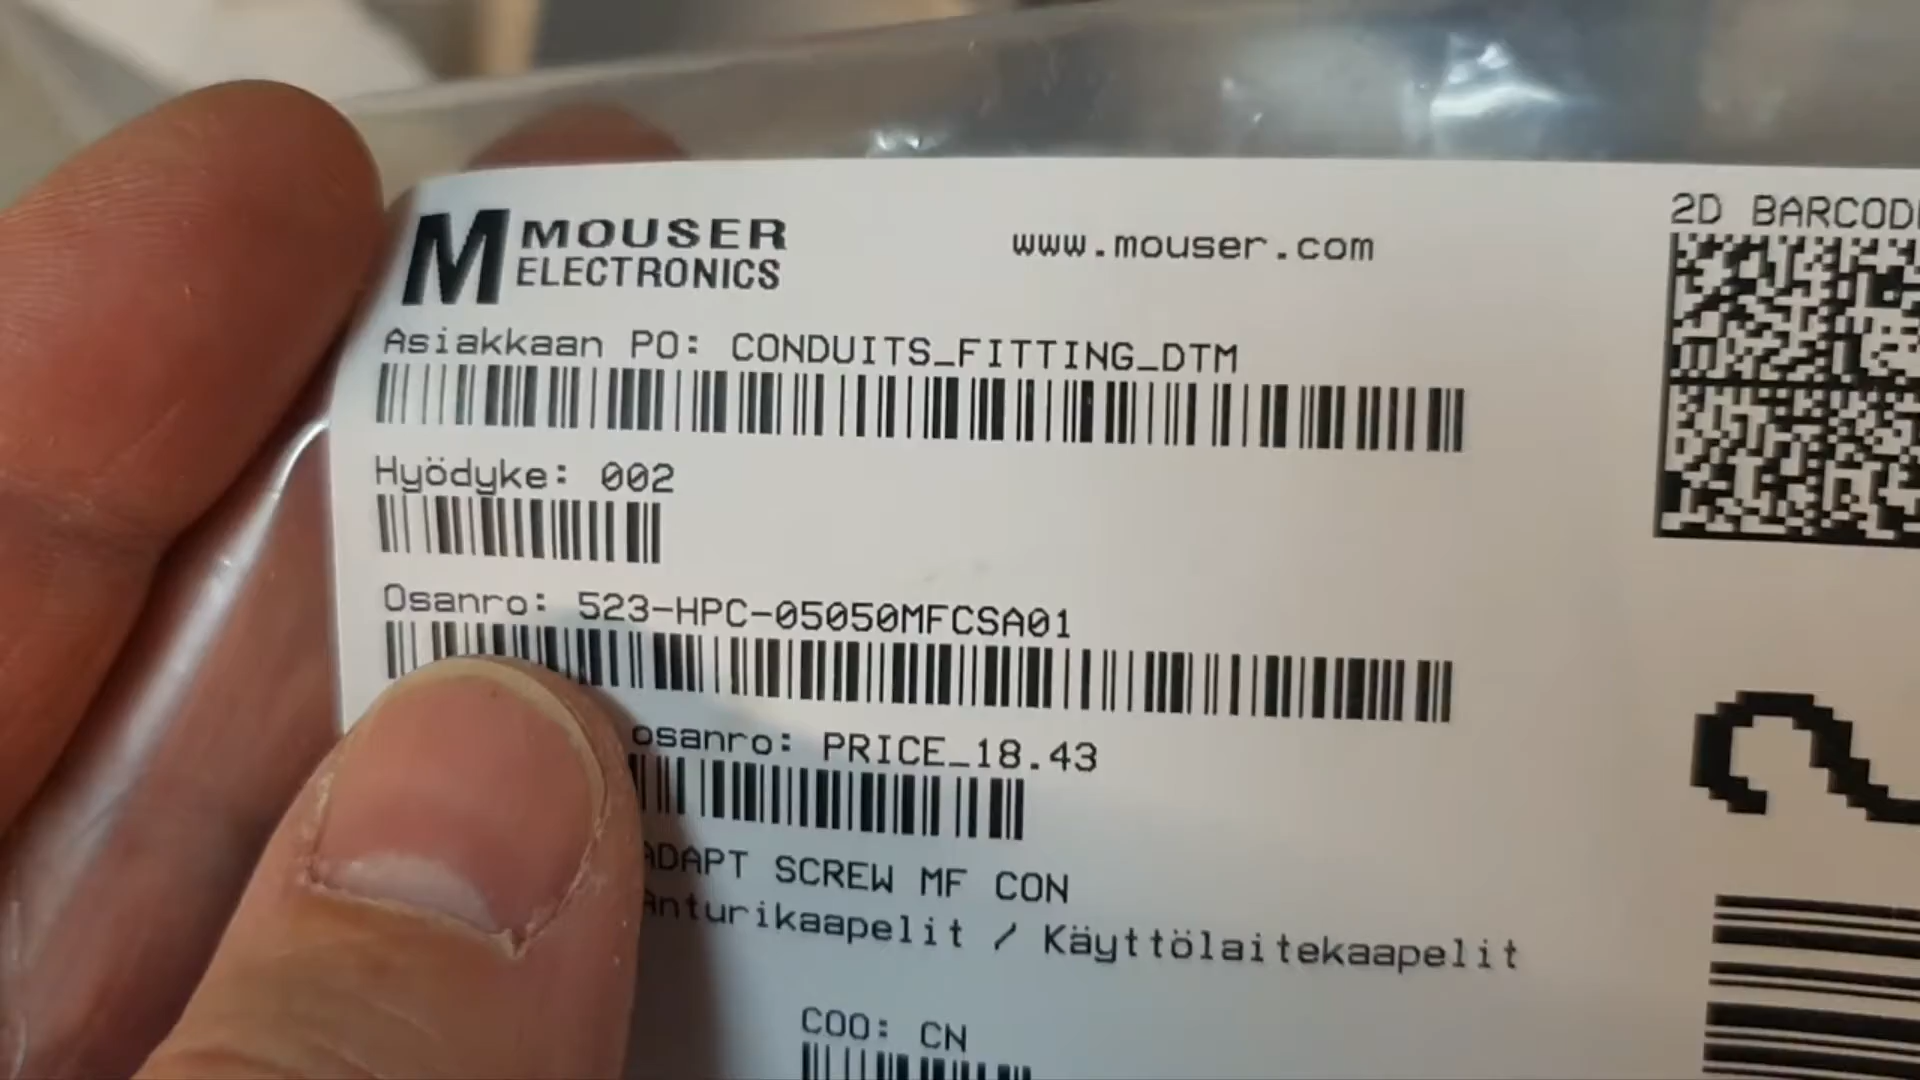 MOUSER
ELECTRONICS
www.mouser.com
2D BARCOD
Asiakkaan PO: CONDUITS_FITTING_DTM
Hyödyke: 002
Osanro: 523-HPC-05050MFCSA01
osanro: PRICE_18.43
ADAPT SCREW MF CON
Anturikaapelit / Käyttölaitekaapelit
COO: CN
2